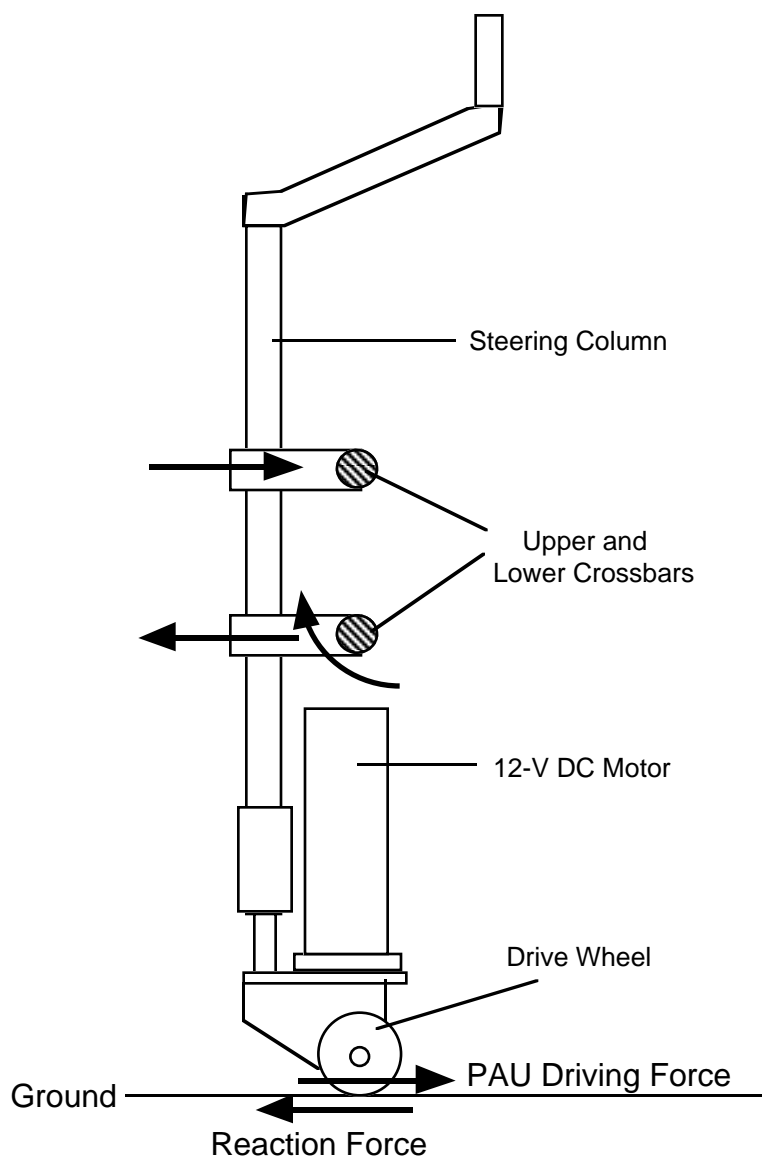 Steering Column
Upper and
Lower Crossbars
12-V DC Motor
Drive Wheel
PAU Driving Force
Ground
Reaction Force